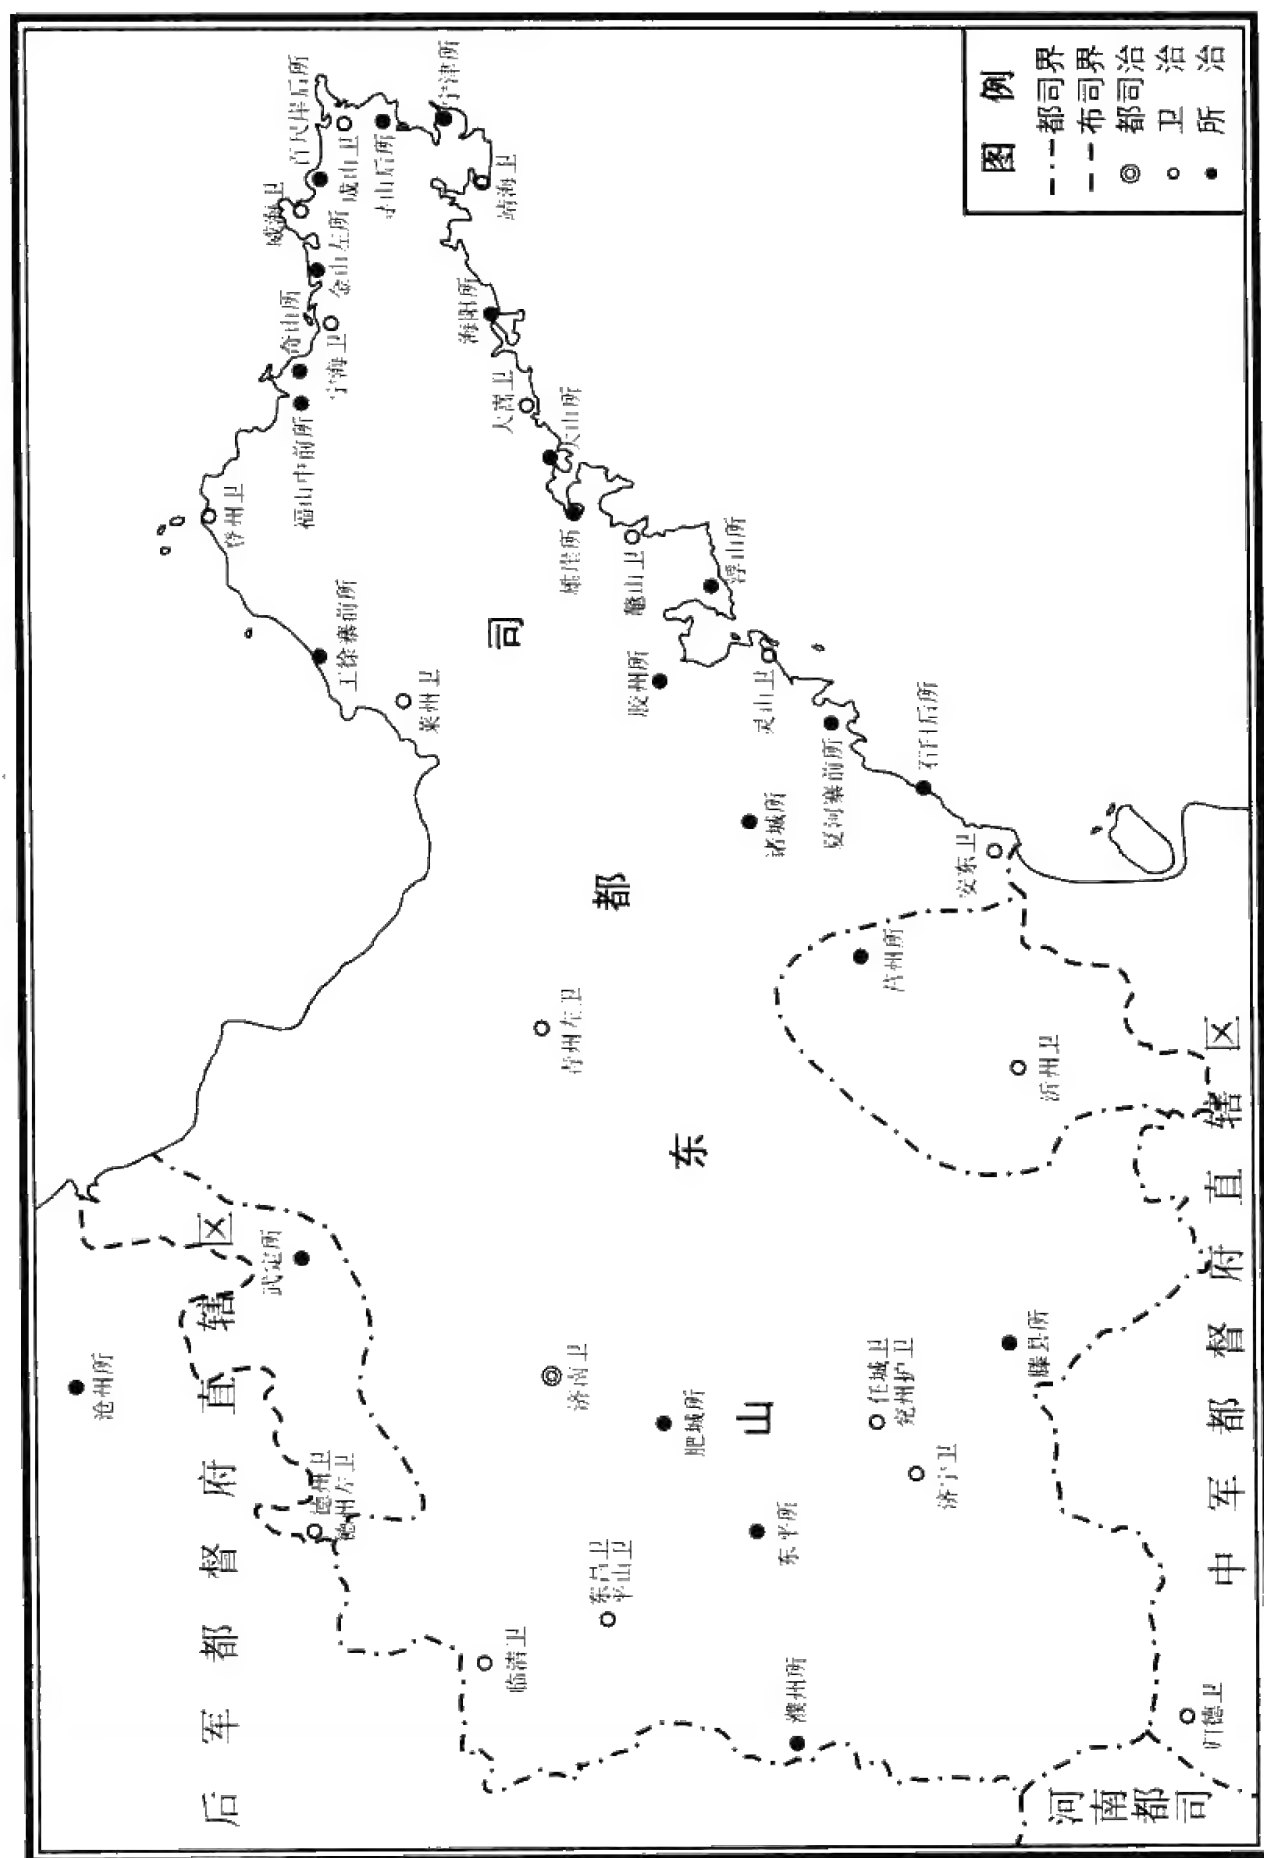 图 例
都司界
布司界
都司治
卫 治
所 治
山 东 都 司
后军都督府直辖区
中军都督府直辖区
河南都司
沧州所
武定所
德州卫
德州左卫
临清卫
东昌卫
平山卫
济南卫
肥城所
东平所
濮州所
任城卫
兖州护卫
济宁卫
滕县所
归德卫
沂州卫
莒州所
青州左卫
诸城所
安东卫
石臼后所
夏河寨前所
灵山卫
胶州所
浮山所
鳌山卫
雄崖所
大山所
大嵩卫
海阳所
靖海卫
宁津所
成山卫
百尺崖后所
威海卫
金山左所
宁海卫
奇山所
福山中前所
登州卫
王徐寨前所
莱州卫